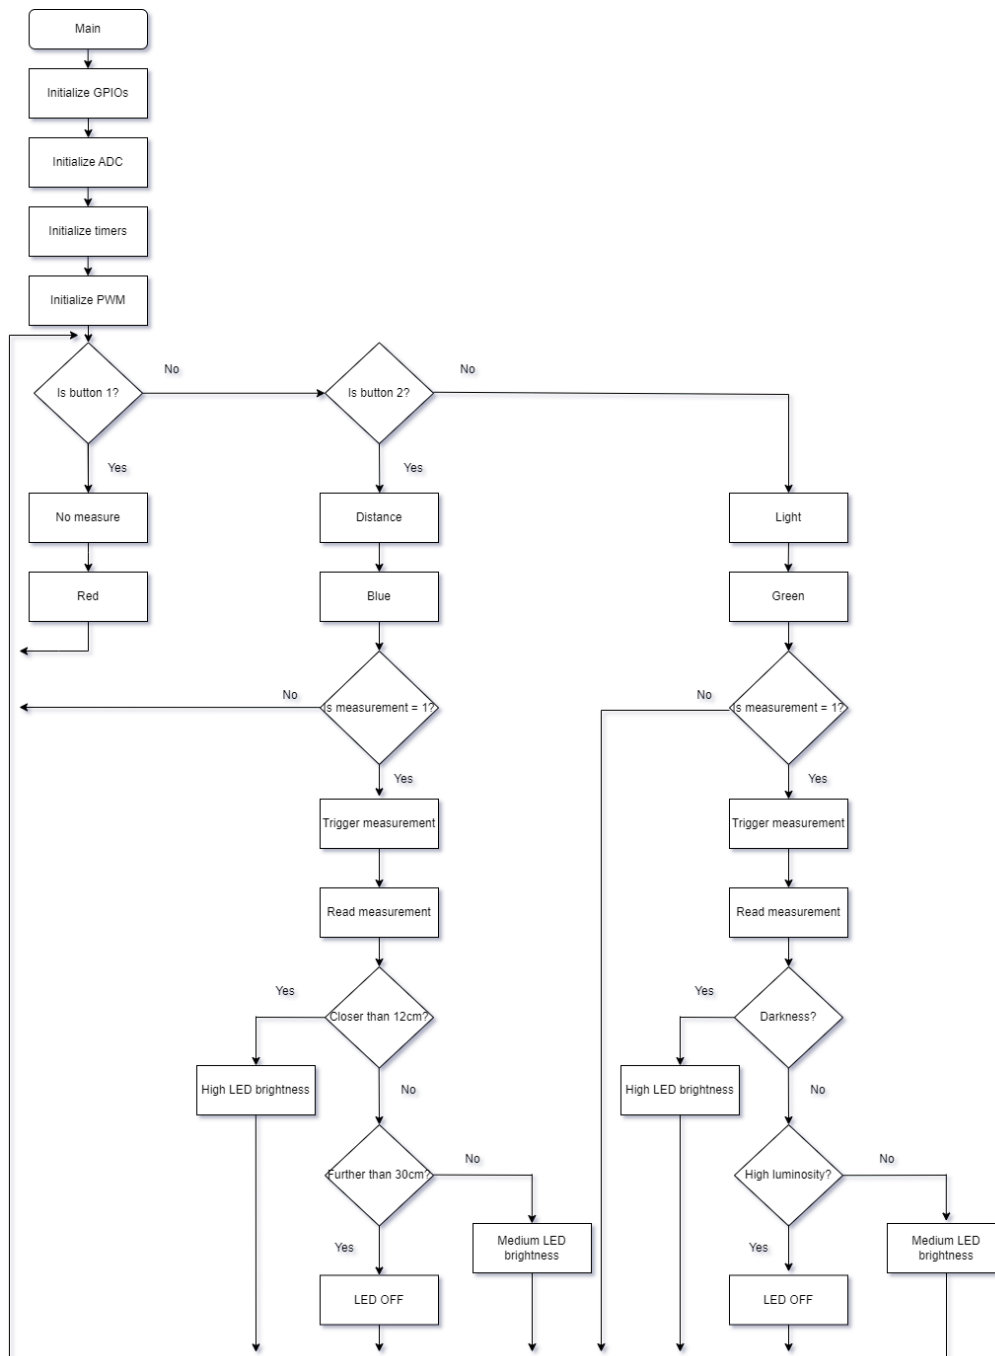 Main
Initialize GPIOs
Initialize ADC
Initialize timers
Initialize PWM
No
No
Is button 1?
Is button 2?
Yes
Yes
No measure
Distance
Light
Red
Blue
Green
No
No
Is measurement = 1?
Is measurement = 1?
Yes
Yes
Trigger measurement
Trigger measurement
Read measurement
Read measurement
Yes
Yes
Closer than 12cm?
Darkness?
High LED brightness
No
High LED brightness
No
No
No
Further than 30cm?
High luminosity?
Yes
Medium LED
brightness
Yes
Medium LED
brightness
LED OFF
LED OFF